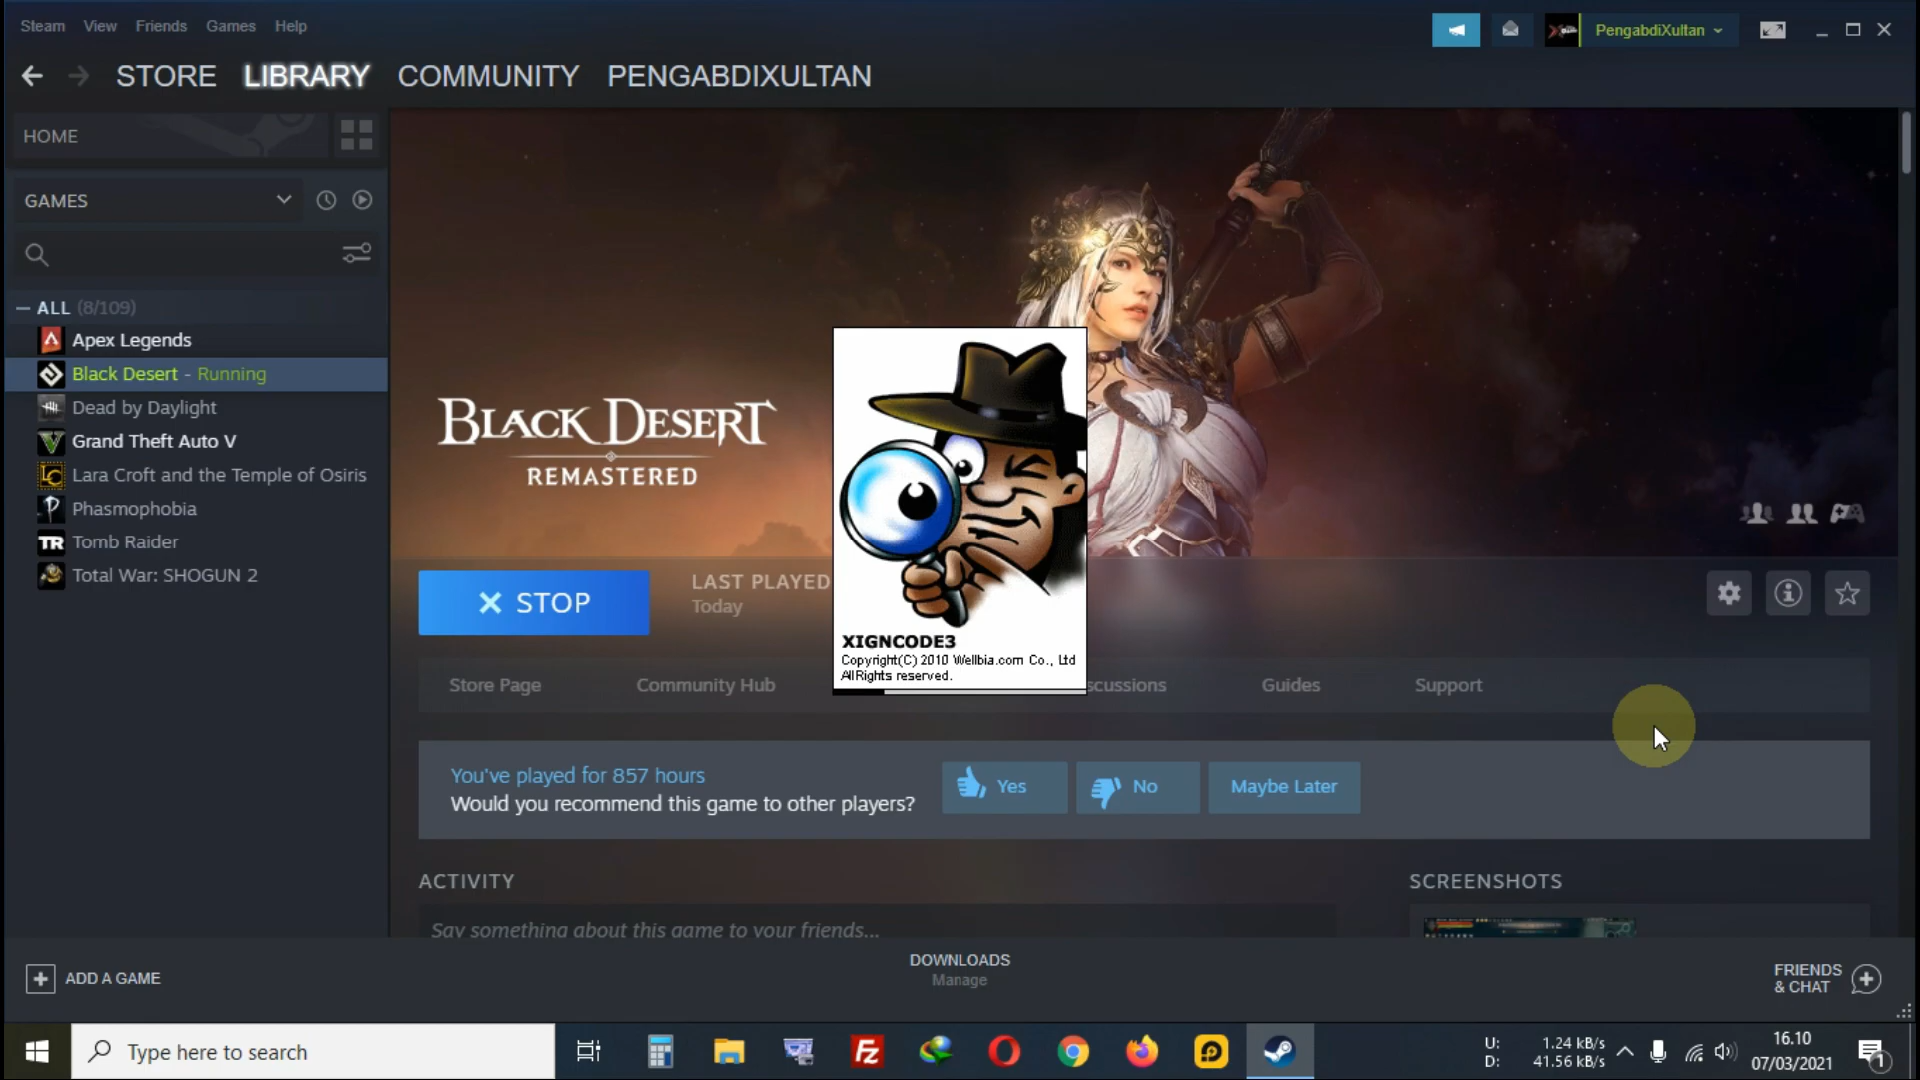 Steam View Friends Games Help
PengabdiXultan
STORE LIBRARY COMMUNITY PENGABDIXULTAN
HOME
GAMES
ALL (8/109)
Apex Legends
Black Desert - Running
Dead by Daylight
Grand Theft Auto V
Lara Croft and the Temple of Osiris
Phasmophobia
TR Tomb Raider
Total War: SHOGUN 2
BLACK DESERT
REMASTERED
STOP
LAST PLAYED
Today
XIGNCODE3
Copyright(C) 2010 Wellbia.com Co., Ltd
All Rights reserved.
Store Page Community Hub scussions Guides Support
You've played for 857 hours
Would you recommend this game to other players?
Yes No Maybe Later
ACTIVITY
SCREENSHOTS
Say something about this game to your friends...
ADD A GAME
DOWNLOADS
Manage
FRIENDS
& CHAT
Type here to search
U: 1.24 kB/s
D: 41.56 kB/s
16.10
07/03/2021
1